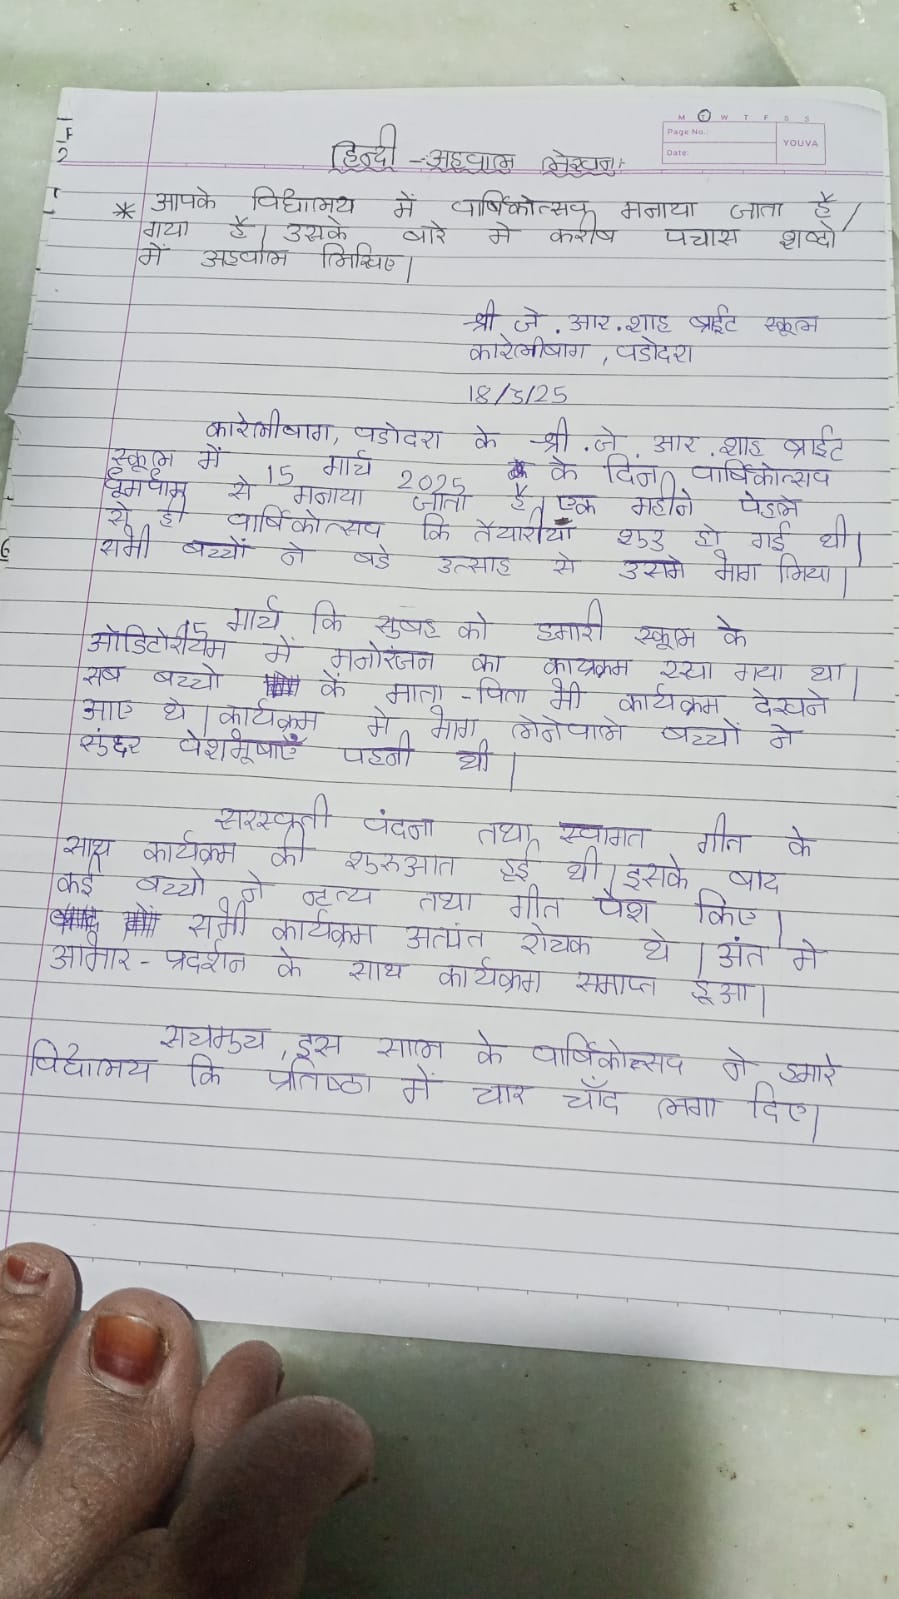 M T W T F S S
Page No.:
Date:
YOUVA
हिन्दी - अहवाल लेखन :
* आपके विद्यालय में वार्षिकोत्सव मनाया जाता है /
गया है। उसके बारे मे करीब पचास शब्दो
में अहवाल लिखिए।
श्री जे. आर. शाह ब्राईट स्कूल
कारेलीबाग, वडोदरा
18/3/25
कारेलीबाग, वडोदरा के श्री. जे. आर. शाह ब्राईट
स्कूल में 15 मार्च 2025 के दिन वार्षिकोत्सव
धूमधाम से मनाया जाता है। एक महीने पेहले
से ही वार्षिकोत्सव कि तैयारीयाँ शुरु हो गई थी।
सभी बच्चों ने बडे उत्साह से उसमे भाग लिया।
15 मार्च कि सुबह को हमारी स्कूल के
ऑडिटोरीयम में मनोरंजन का कार्यक्रम रखा गया था।
सब बच्चो के माता - पिता भी कार्यक्रम देखने
आए थे। कार्यक्रम मे भाग लेनेवाले बच्चों ने
सुंदर वेशभूषाएँ पहनी थी।
सरस्वती वंदना तथा स्वागत गीत के
साथ कार्यक्रम की शुरुआत हुई थी। इसके बाद
कई बच्चो ने नृत्य तथा गीत पेश किए।
सभी कार्यक्रम अत्यंत रोचक थे। अंत मे
आभार - प्रदर्शन के साथ कार्यक्रम समाप्त हुआ।
सचमुच, इस साल के वार्षिकोत्सव ने हमारे
विद्यालय कि प्रतिष्ठा में चार चाँद लगा दिए।